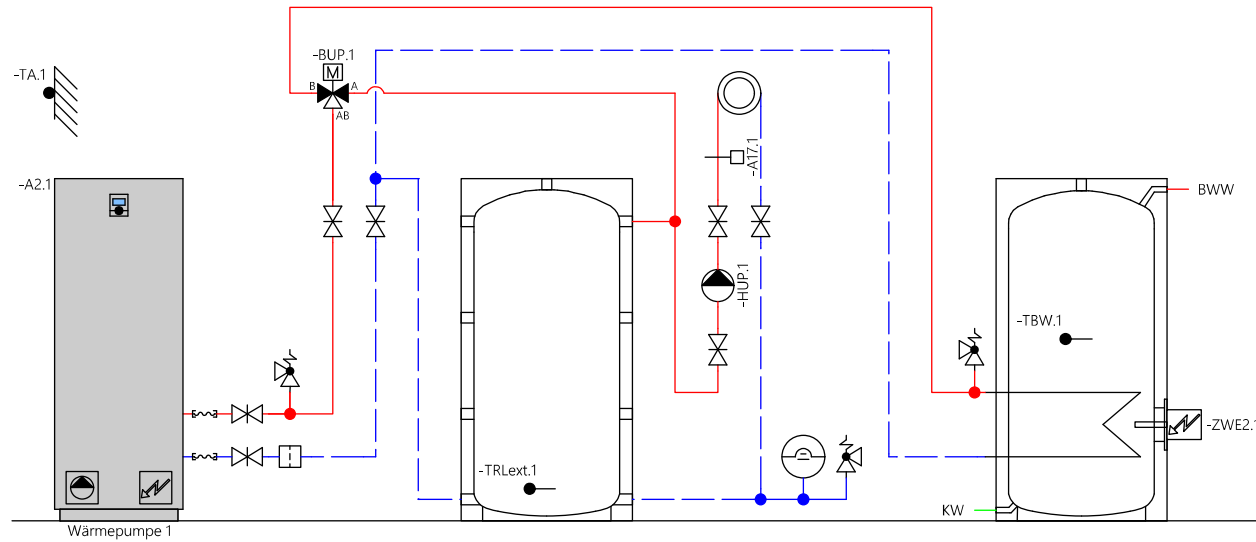 -BUP.1
-TA.1
M
B
A
AB
-A17.1
-A2.1
BWW
-HUP.1
-TBW.1
-ZWE2.1
-TRLext.1
KW
Wärmepumpe 1